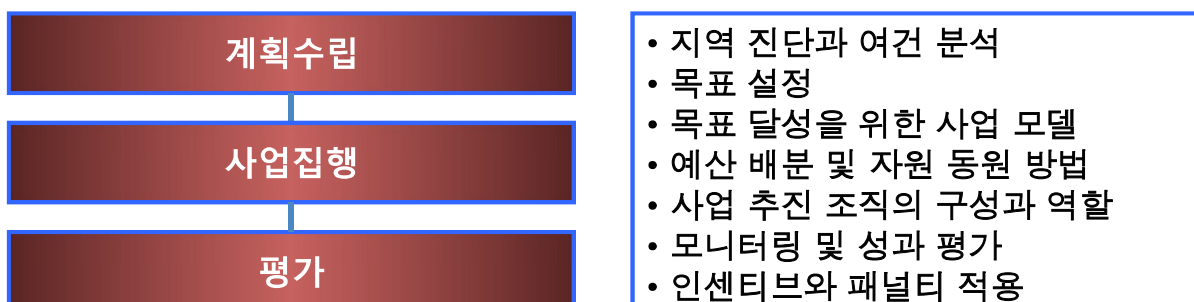 계획수립
사업집행
평가
• 지역 진단과 여건 분석
• 목표 설정
• 목표 달성을 위한 사업 모델
• 예산 배분 및 자원 동원 방법
• 사업 추진 조직의 구성과 역할
• 모니터링 및 성과 평가
• 인센티브와 패널티 적용